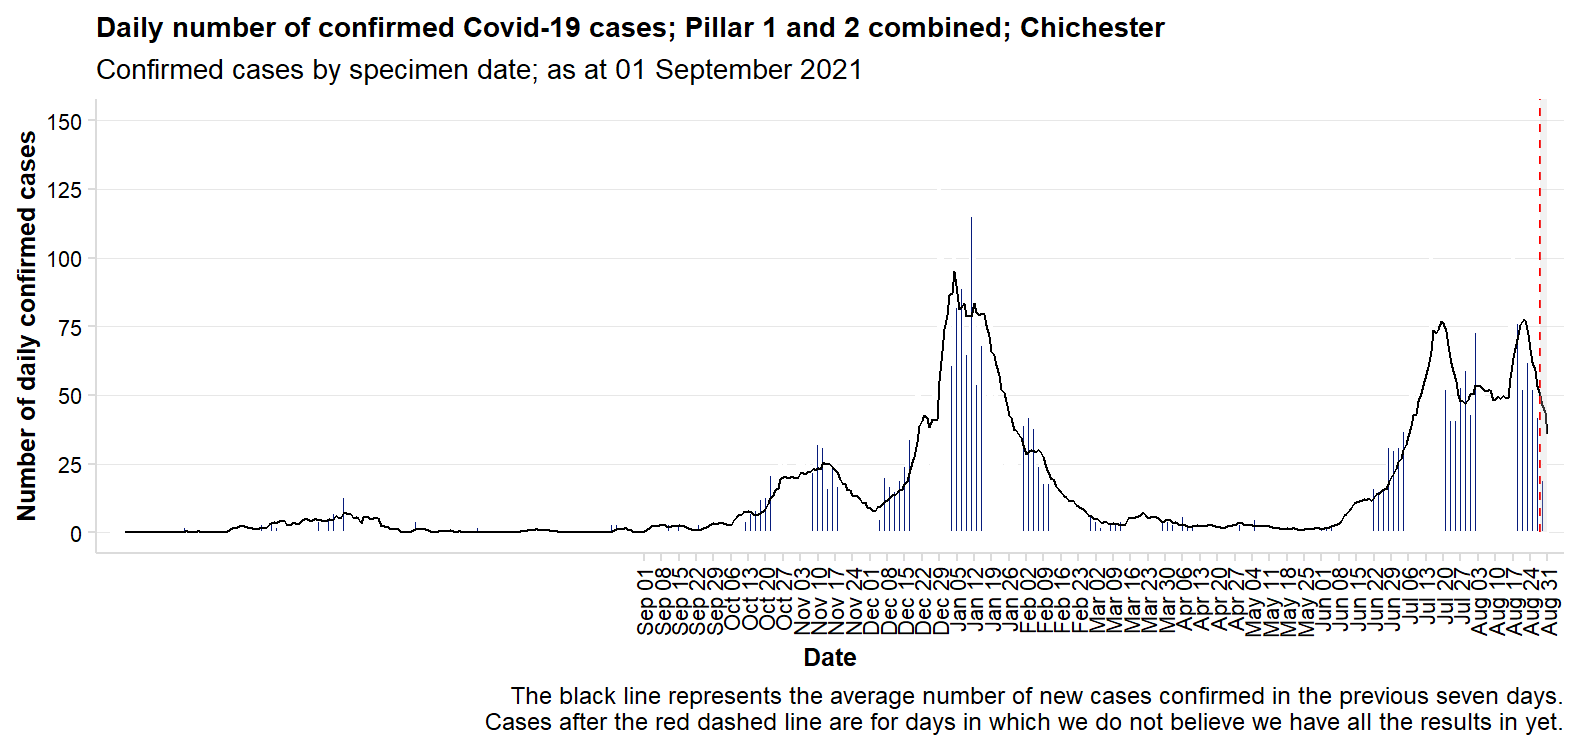 Daily number of confirmed Covid-19 cases; Pillar 1 and 2 combined; Chichester
Confirmed cases by specimen date; as at 01 September 2021
Number of daily confirmed cases
150
125
100
75
50
25
0
Sep 01
Sep 08
Sep 15
Sep 22
Sep 29
Oct 06
Oct 13
Oct 20
Oct 27
Nov 03
Nov 10
Nov 17
Nov 24
Dec 01
Dec 08
Dec 15
Dec 22
Dec 29
Jan 05
Jan 12
Jan 19
Jan 26
Feb 02
Feb 09
Feb 16
Feb 23
Mar 02
Mar 09
Mar 16
Mar 23
Mar 30
Apr 06
Apr 13
Apr 20
Apr 27
May 04
May 11
May 18
May 25
Jun 01
Jun 08
Jun 15
Jun 22
Jun 29
Jul 06
Jul 13
Jul 20
Jul 27
Aug 03
Aug 10
Aug 17
Aug 24
Aug 31
Date
The black line represents the average number of new cases confirmed in the previous seven days.
Cases after the red dashed line are for days in which we do not believe we have all the results in yet.